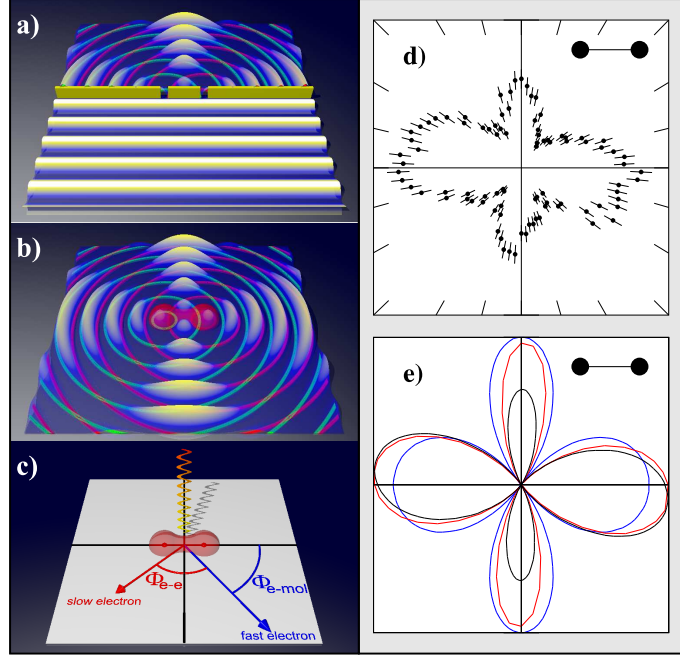 a)
b)
c)
Φe-e
Φe-mol
slow electron
fast electron
d)
e)